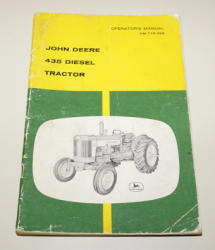 OPERATOR'S MANUAL
JOHN DEERE
435 DIESEL
TRACTOR